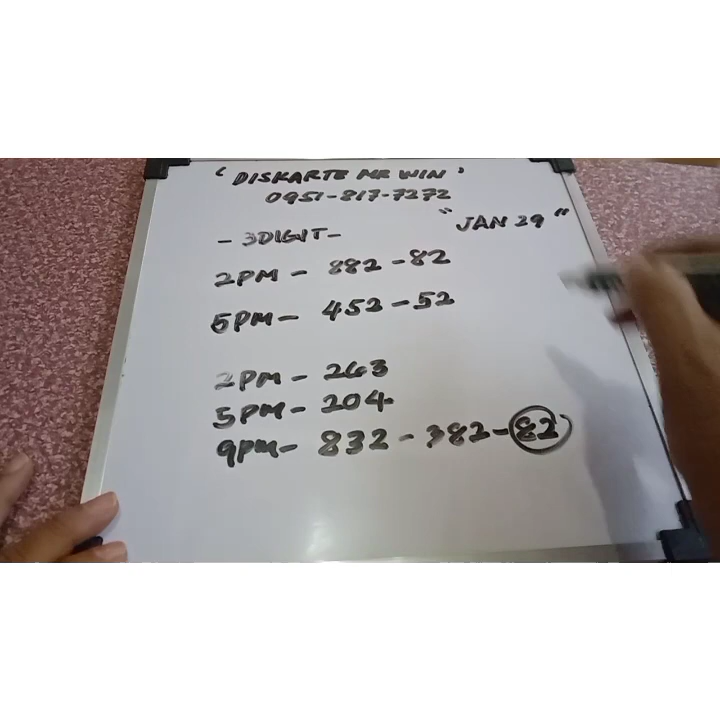 " DISKARTE MR WIN "
0951-817-7272
" JAN 29 "
- 3DIGIT -
2PM - 882 - 82
5PM - 452 - 52
2PM - 263
5PM - 204
9PM - 832 - 382 - 82